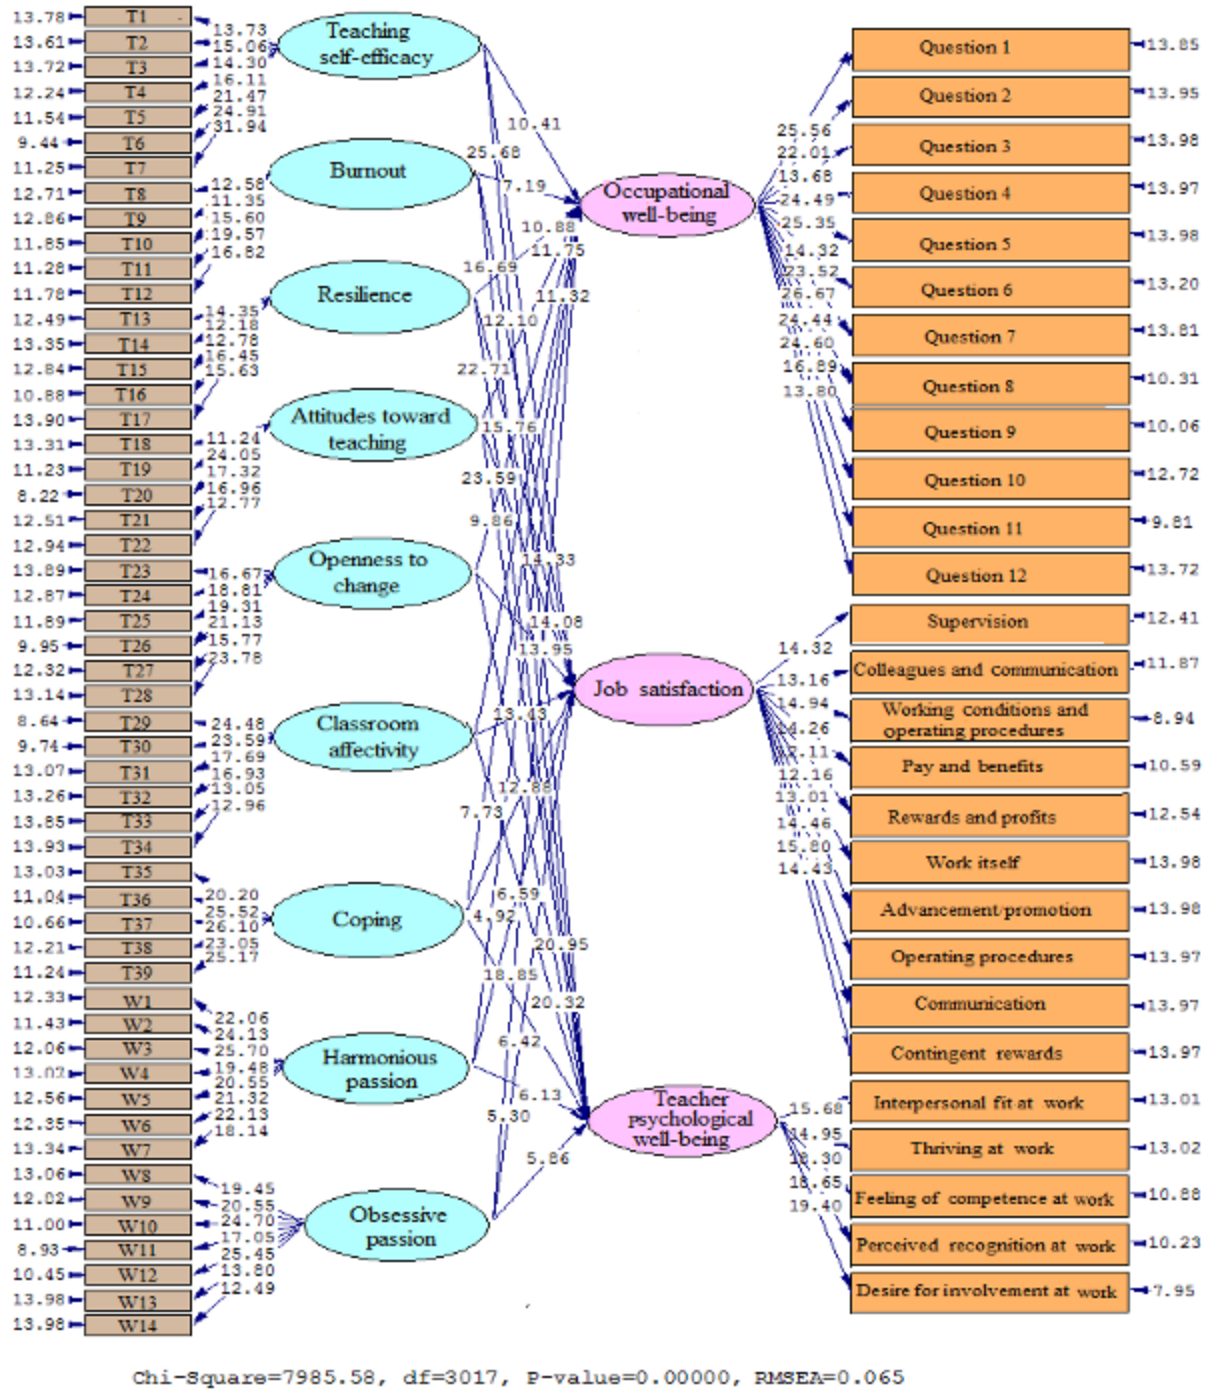 13.78 T1
13.61 T2
13.72 T3
12.24 T4
11.54 T5
9.44 T6
11.25 T7
12.71 T8
12.86 T9
11.85 T10
11.28 T11
11.78 T12
12.49 T13
13.35 T14
12.84 T15
10.88 T16
13.90 T17
13.31 T18
11.23 T19
8.22 T20
12.51 T21
12.94 T22
13.89 T23
12.87 T24
11.89 T25
9.95 T26
12.32 T27
13.14 T28
8.64 T29
9.74 T30
13.07 T31
13.26 T32
13.85 T33
13.93 T34
13.03 T35
11.04 T36
10.66 T37
12.21 T38
11.24 T39
12.33 W1
11.43 W2
12.06 W3
13.07 W4
12.56 W5
12.35 W6
13.34 W7
13.06 W8
12.02 W9
11.00 W10
8.93 W11
10.45 W12
13.98 W13
13.98 W14
13.73
15.06
14.30
16.11
21.47
24.91
31.94
12.58
11.35
15.60
19.57
16.82
14.35
12.18
12.78
16.45
15.63
11.24
24.05
17.32
16.96
12.77
16.67
18.81
19.31
21.13
15.77
23.78
24.48
23.59
17.69
16.93
13.05
12.96
20.20
25.52
26.10
23.05
25.17
22.06
24.13
25.70
19.48
20.55
21.32
22.13
18.14
19.45
20.55
24.70
17.05
25.45
13.80
12.49
Teaching
self-efficacy
Burnout
Resilience
Attitudes toward
teaching
Openness to
change
Classroom
affectivity
Coping
Harmonious
passion
Obsessive
passion
10.41
25.68
7.19
10.88
11.75
16.69
11.32
12.10
22.71
15.76
23.59
9.86
14.33
14.08
13.95
13.43
12.88
7.73
6.59
4.92
20.95
18.85
20.32
6.42
6.13
5.30
5.86
Occupational
well-being
Job satisfaction
Teacher
psychological
well-being
25.56
22.01
13.68
24.49
25.35
14.32
23.52
26.67
24.44
24.60
16.89
13.80
14.32
13.16
14.94
14.26
12.16
13.01
14.46
15.80
14.43
15.68
14.95
18.30
18.65
19.40
Question 1 13.85
Question 2 13.95
Question 3 13.98
Question 4 13.97
Question 5 13.98
Question 6 13.20
Question 7 13.81
Question 8 10.31
Question 9 10.06
Question 10 12.72
Question 11 9.81
Question 12 13.72
Supervision 12.41
Colleagues and communication 11.87
Working conditions and
operating procedures 8.94
Pay and benefits 10.59
Rewards and profits 12.54
Work itself 13.98
Advancement/promotion 13.98
Operating procedures 13.97
Communication 13.97
Contingent rewards 13.97
Interpersonal fit at work 13.01
Thriving at work 13.02
Feeling of competence at work 10.88
Perceived recognition at work 10.23
Desire for involvement at work 7.95
Chi-Square=7985.58, df=3017, P-value=0.00000, RMSEA=0.065